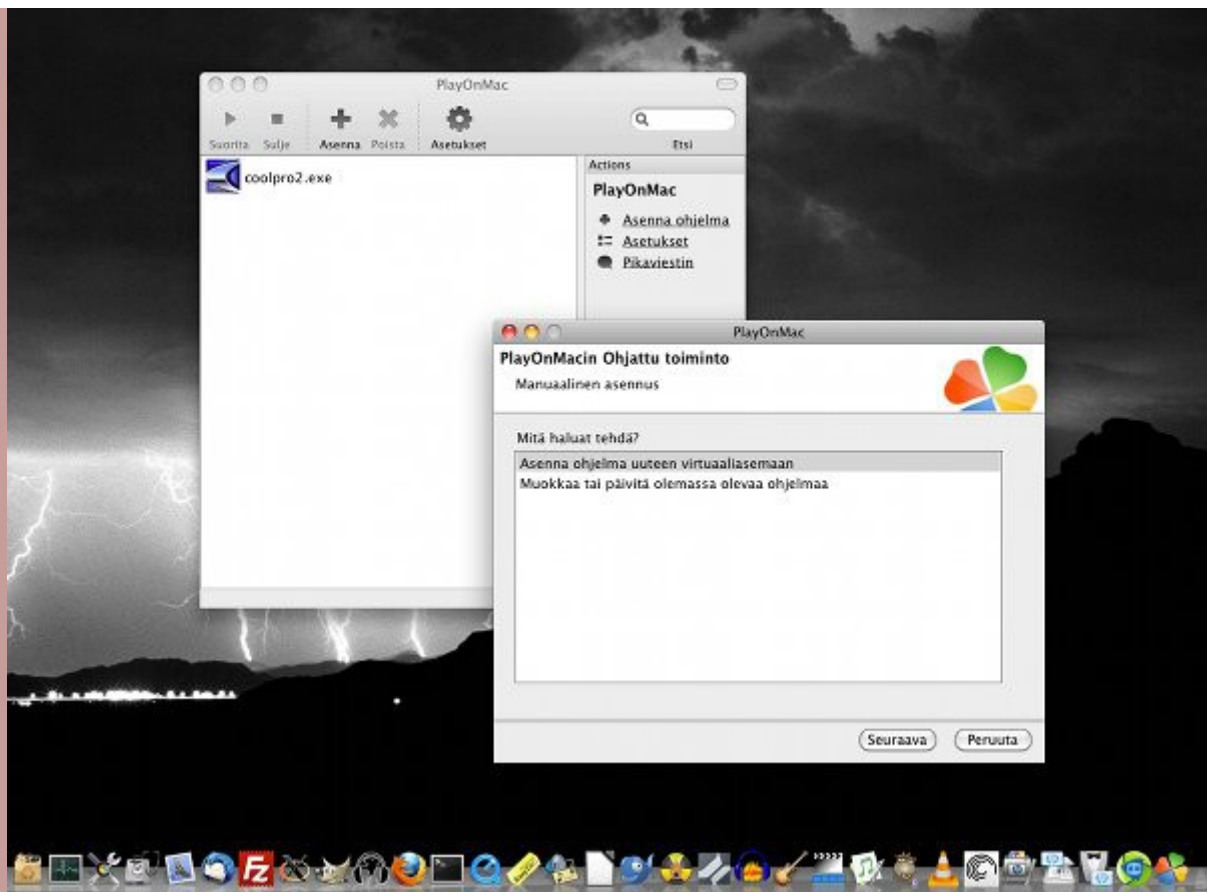 PlayOnMac
Suorita Sulje Asenna Poista Asetukset Etsi
coolpro2.exe
Actions
PlayOnMac
Asenna ohjelma
Asetukset
Pikaviestin
PlayOnMac
PlayOnMacin Ohjattu toiminto
Manuaalinen asennus
Mitä haluat tehdä?
Asenna ohjelma uuteen virtuaaliasemaan
Muokkaa tai päivitä olemassa olevaa ohjelmaa
Seuraava Peruuta
FZ